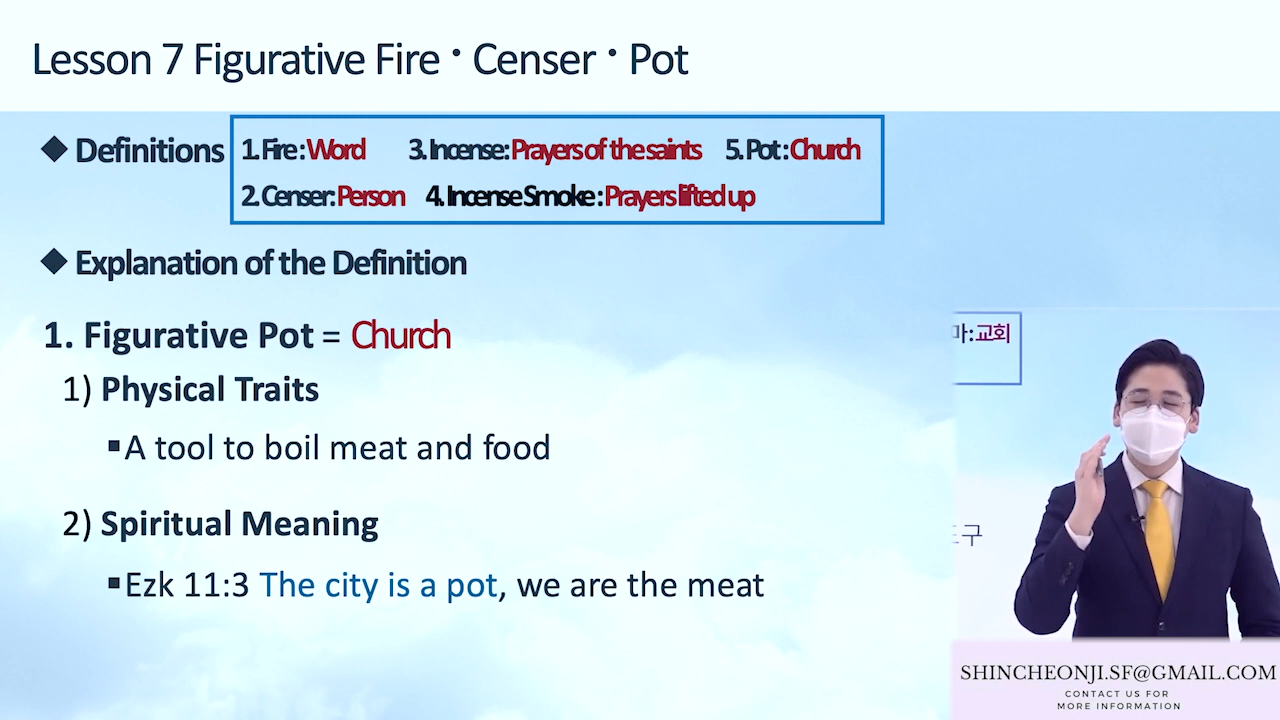 Lesson 7 Figurative Fire · Censer · Pot
◆ Definitions
1. Fire : Word 3. Incense: Prayers of the saints 5. Pot : Church
2. Censer: Person 4. Incense Smoke : Prayers lifted up
◆ Explanation of the Definition
1. Figurative Pot = Church
1) Physical Traits
▪A tool to boil meat and food
2) Spiritual Meaning
▪Ezk 11:3 The city is a pot, we are the meat
마:교회
구
SHINCHEONJI.SF@GMAIL.COM
CONTACT US FOR
MORE INFORMATION